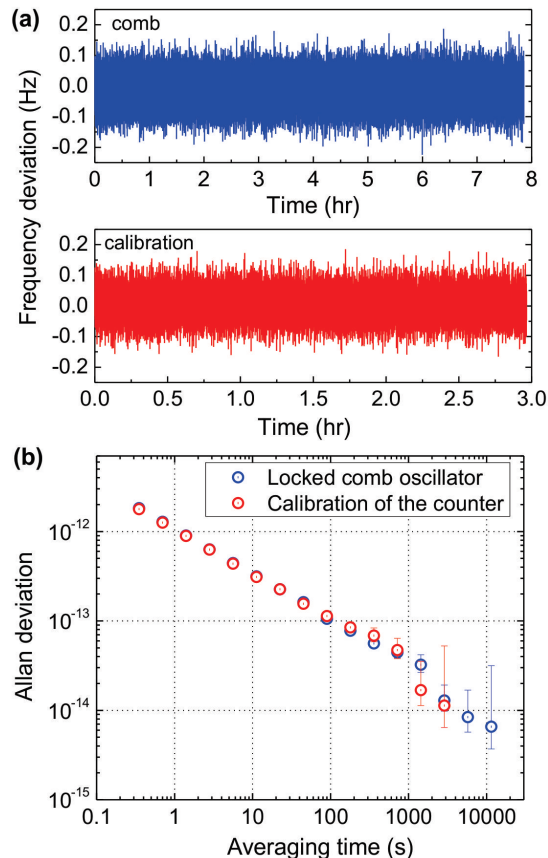 (a)
comb
0.2
0.1
0.0
-0.1
-0.2
0 1 2 3 4 5 6 7 8
Time (hr)
Frequency deviation (Hz)
calibration
0.2
0.1
0.0
-0.1
-0.2
0.0 0.5 1.0 1.5 2.0 2.5 3.0
Time (hr)
(b)
Locked comb oscillator
Calibration of the counter
10⁻¹²
10⁻¹³
10⁻¹⁴
10⁻¹⁵
Allan deviation
0.1 1 10 100 1000 10000
Averaging time (s)